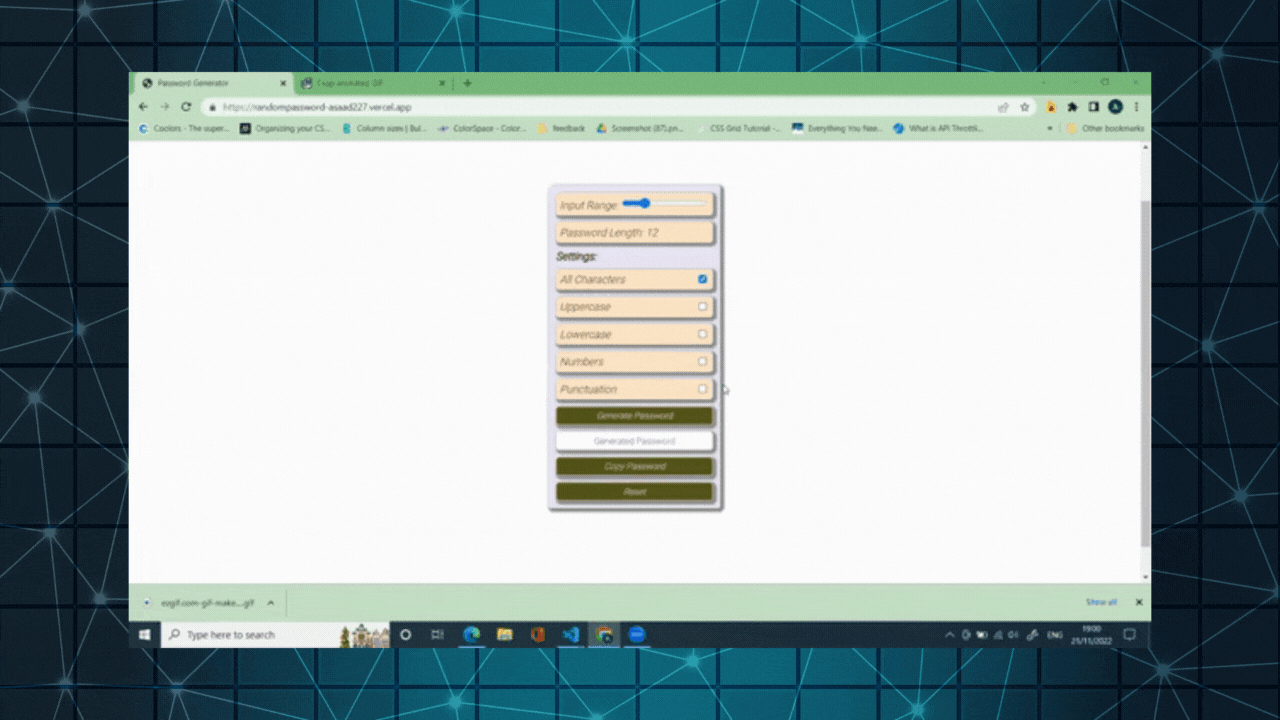 Password Generator
https://randompassword-asaad227.vercel.app
Coolors - The super...
Organizing your CS...
Column sizes | Bul...
ColorSpace - Color...
feedback
Screenshot (87).pn...
CSS Grid Tutorial -...
Everything You Nee...
What is API Throttli...
»
Other bookmarks
Input Range:
Password Length: 12
Settings:
All Characters
Uppercase
Lowercase
Numbers
Punctuation
Generate Password
Generated Password
Copy Password
Reset
ezgif.com-gif-make....gif
Show all
Type here to search
ENG
19:00
25/11/2022